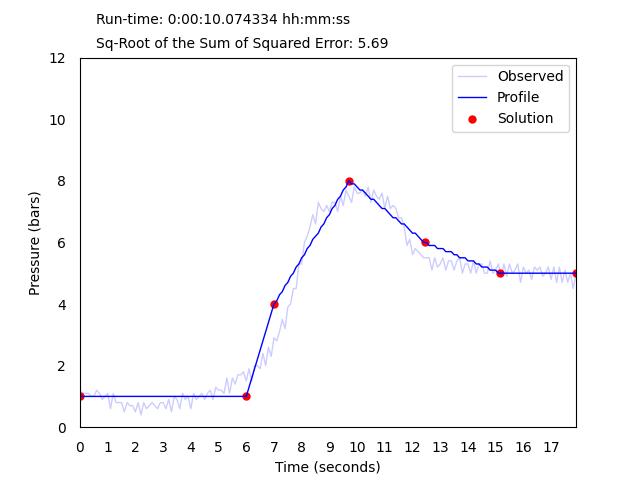 Run-time: 0:00:10.074334 hh:mm:ss
Sq-Root of the Sum of Squared Error: 5.69
Observed
Profile
Solution
12
10
8
6
4
2
0
Pressure (bars)
0 1 2 3 4 5 6 7 8 9 10 11 12 13 14 15 16 17
Time (seconds)